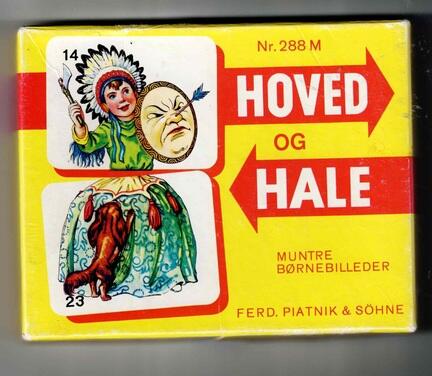 14
Nr. 288 M
HOVED
OG
HALE
MUNTRE
BØRNEBILLEDER
23
FERD. PIATNIK & SÖHNE